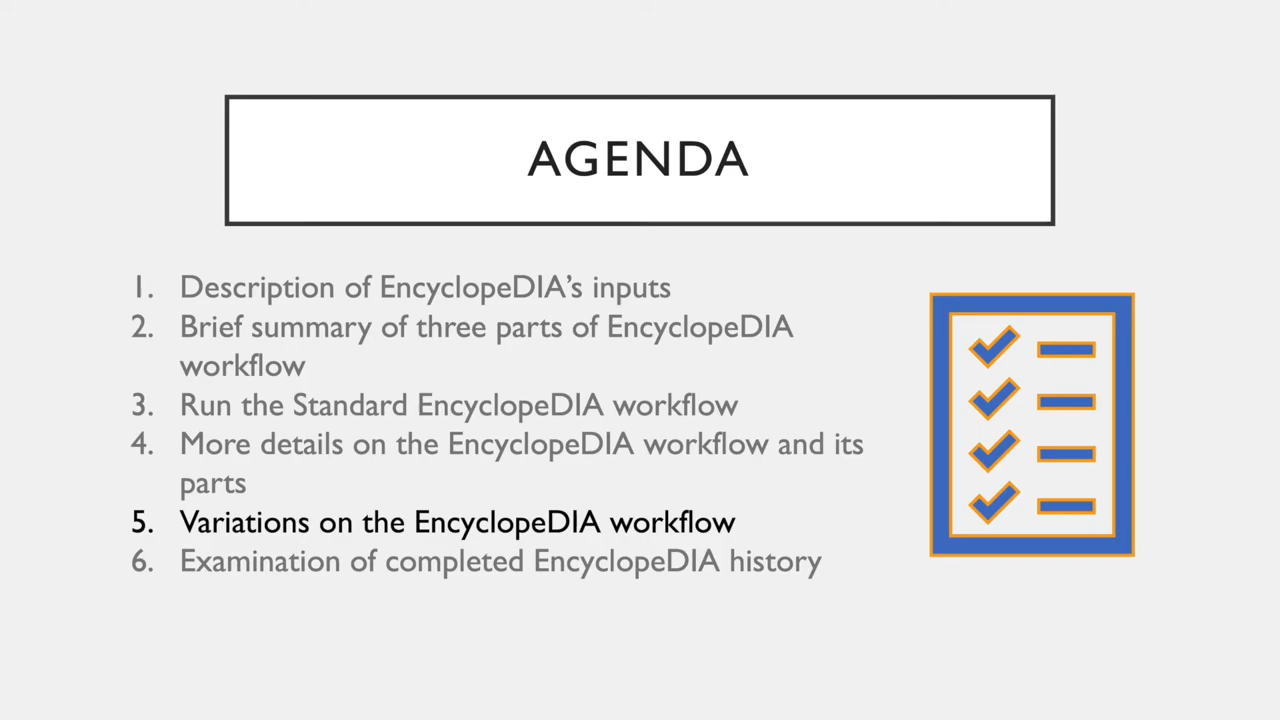 AGENDA
1. Description of EncyclopeDIA's inputs
2. Brief summary of three parts of EncyclopeDIA
workflow
3. Run the Standard EncyclopeDIA workflow
4. More details on the EncyclopeDIA workflow and its
parts
5. Variations on the EncyclopeDIA workflow
6. Examination of completed EncyclopeDIA history